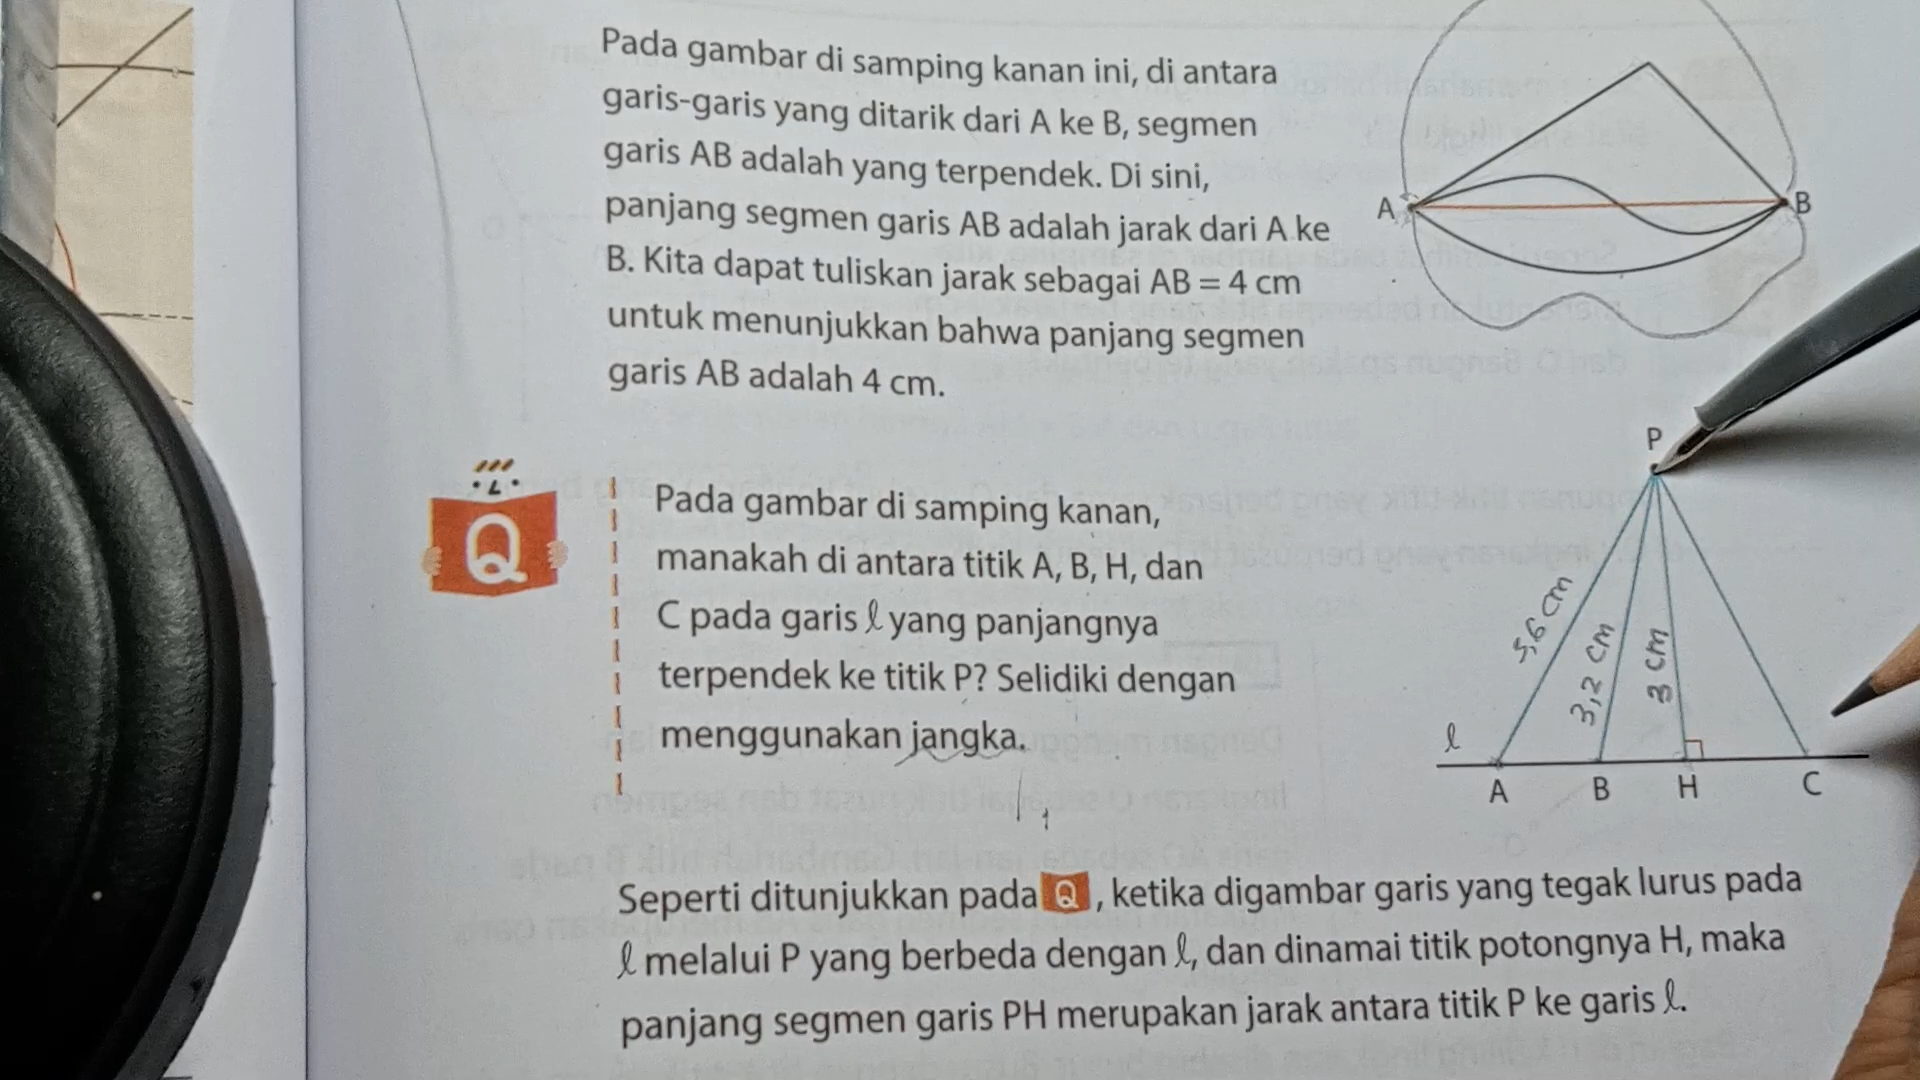 Pada gambar di samping kanan ini, di antara
garis-garis yang ditarik dari A ke B, segmen
garis AB adalah yang terpendek. Di sini,
panjang segmen garis AB adalah jarak dari A ke
B. Kita dapat tuliskan jarak sebagai AB = 4 cm
untuk menunjukkan bahwa panjang segmen
garis AB adalah 4 cm.
A
B
Q
Pada gambar di samping kanan,
manakah di antara titik A, B, H, dan
C pada garis ℓ yang panjangnya
terpendek ke titik P? Selidiki dengan
menggunakan jangka.
P
3,6 cm
3,2 cm
3 cm
ℓ
A B H C
Seperti ditunjukkan pada Q , ketika digambar garis yang tegak lurus pada
ℓ melalui P yang berbeda dengan ℓ, dan dinamai titik potongnya H, maka
panjang segmen garis PH merupakan jarak antara titik P ke garis ℓ.